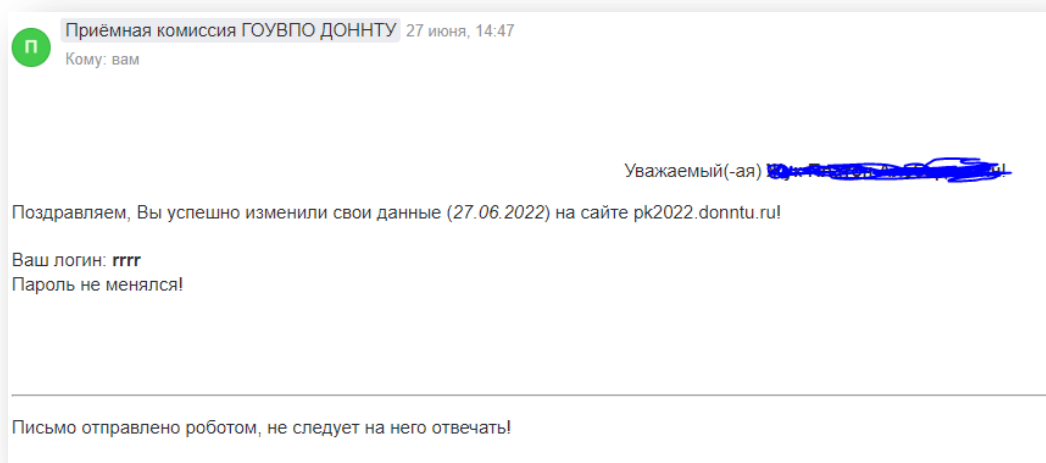 П
Приёмная комиссия ГОУВПО ДОННТУ 27 июня, 14:47
Кому: вам
Уважаемый(-ая)
Поздравляем, Вы успешно изменили свои данные (27.06.2022) на сайте pk2022.donntu.ru!
Ваш логин: rrrr
Пароль не менялся!
Письмо отправлено роботом, не следует на него отвечать!